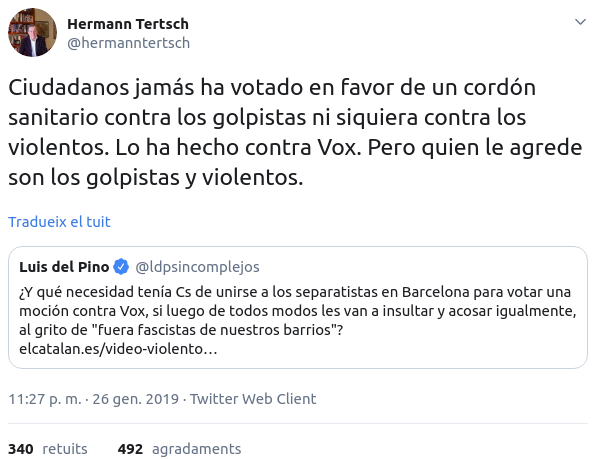 Hermann Tertsch
@hermanntertsch
Ciudadanos jamás ha votado en favor de un cordón
sanitario contra los golpistas ni siquiera contra los
violentos. Lo ha hecho contra Vox. Pero quien le agrede
son los golpistas y violentos.
Tradueix el tuit
Luis del Pino @ldpsincomplejos
¿Y qué necesidad tenía Cs de unirse a los separatistas en Barcelona para votar una
moción contra Vox, si luego de todos modos les van a insultar y acosar igualmente,
al grito de "fuera fascistas de nuestros barrios"?
elcatalan.es/video-violento…
11:27 p. m. · 26 gen. 2019 · Twitter Web Client
340 retuits 492 agradaments